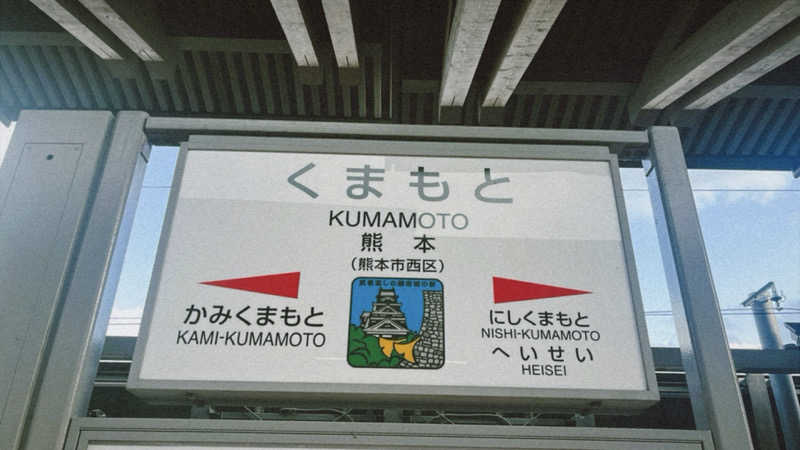 くまもと
KUMAMOTO
熊本
(熊本市西区)
かみくまもと
KAMI-KUMAMOTO
にしくまもと
NISHI-KUMAMOTO
へいせい
HEISEI